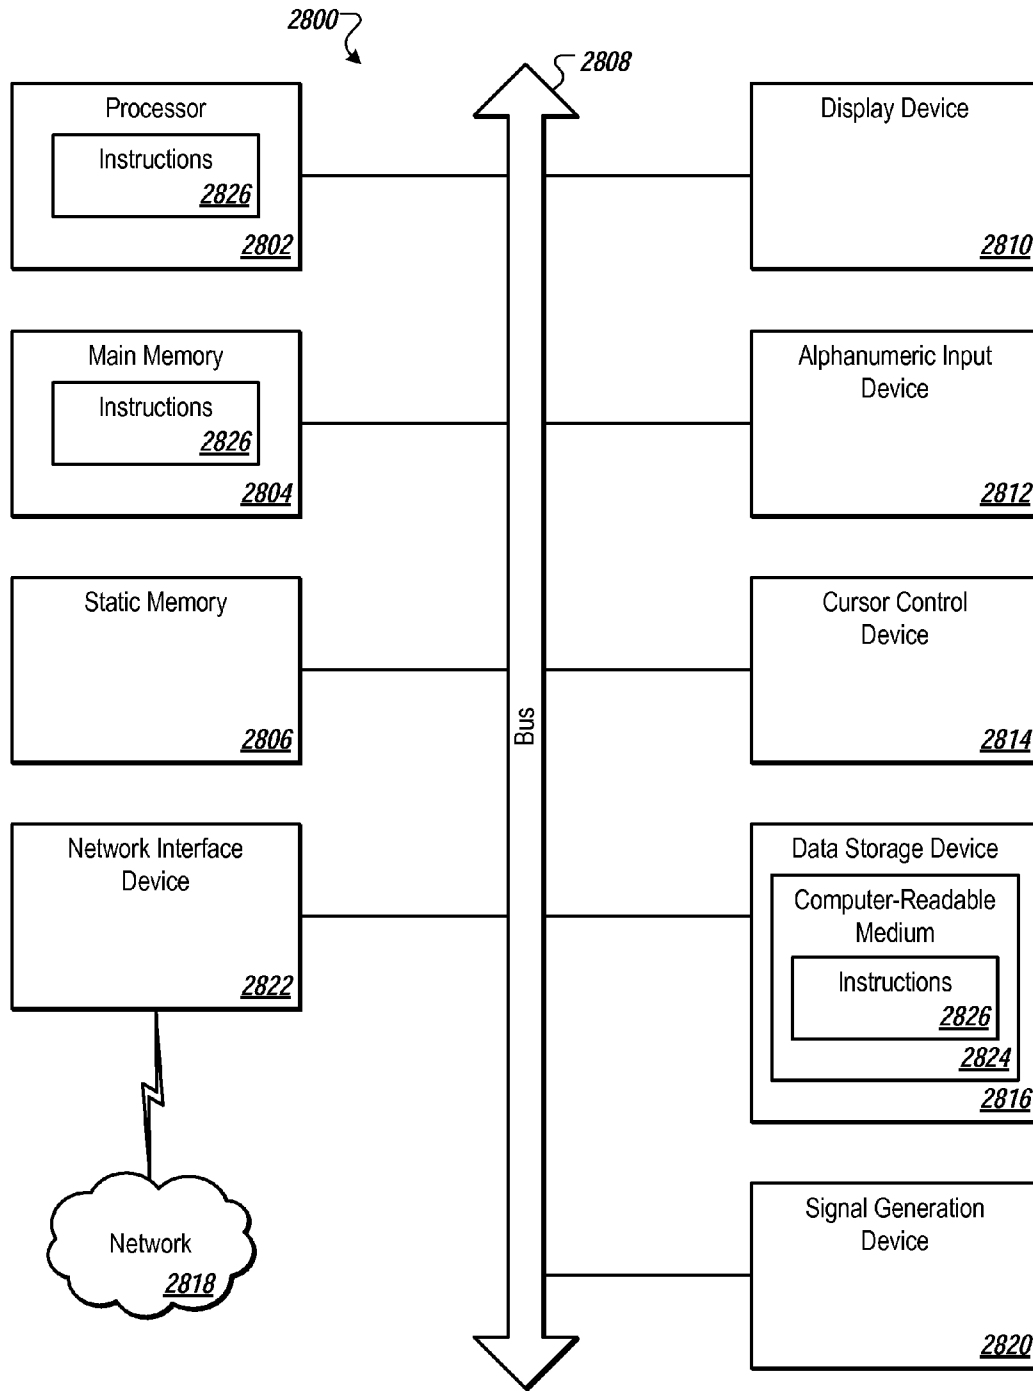 2800
2808
Processor
Instructions
2826
2802
Main Memory
Instructions
2826
2804
Static Memory
2806
Network Interface
Device
2822
Network
2818
Bus
Display Device
2810
Alphanumeric Input
Device
2812
Cursor Control
Device
2814
Data Storage Device
Computer-Readable
Medium
Instructions
2826
2824
2816
Signal Generation
Device
2820